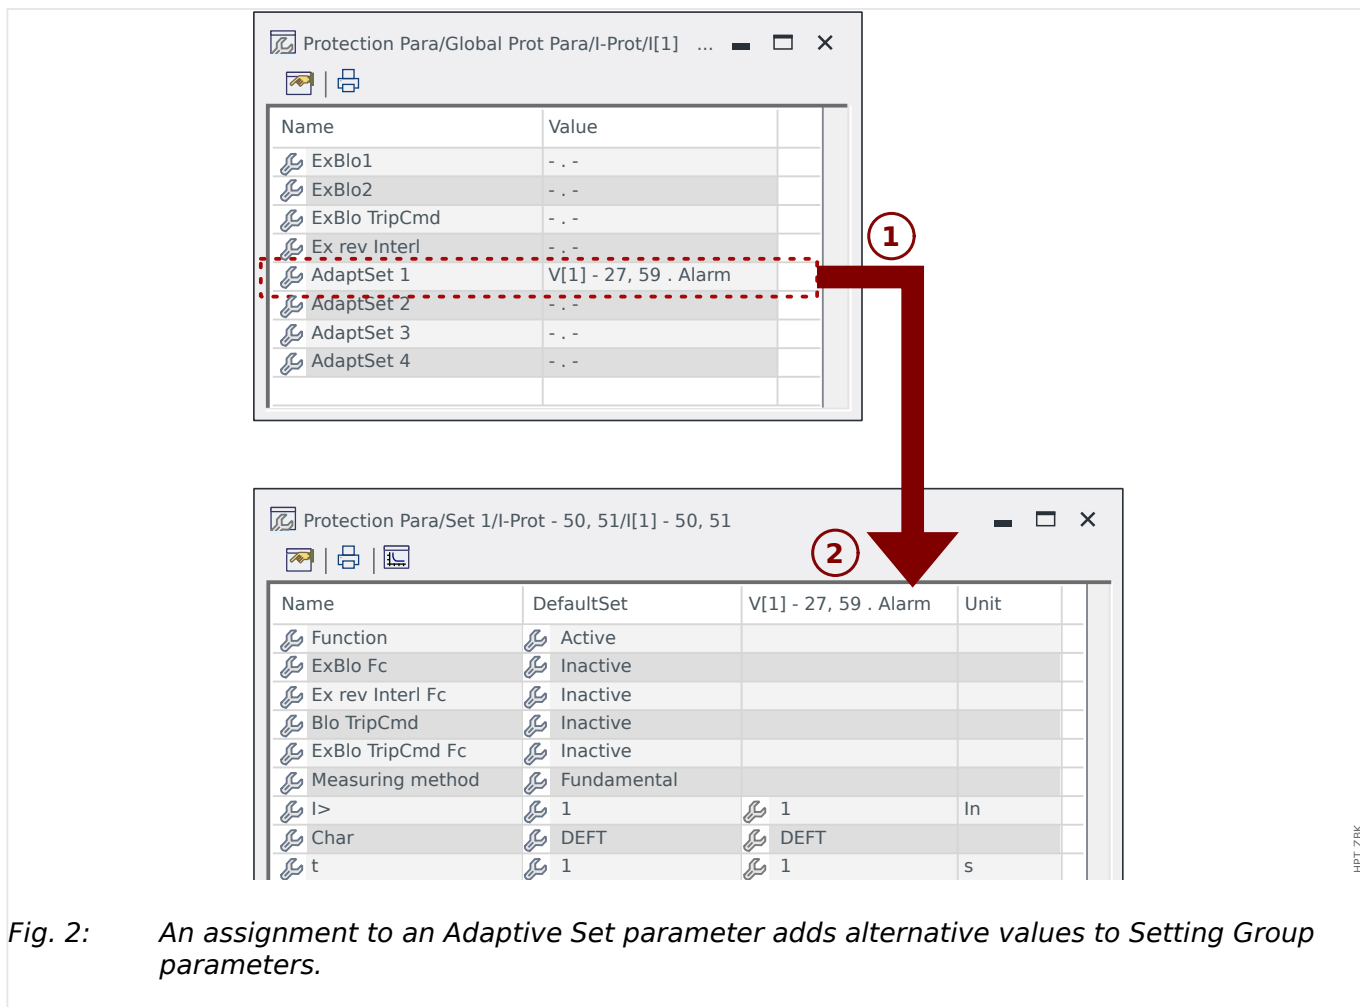 Protection Para/Global Prot Para/I-Prot/I[1] ...
Name Value
ExBlo1 - . -
ExBlo2 - . -
ExBlo TripCmd - . -
Ex rev Interl - . -
1
AdaptSet 1 V[1] - 27, 59 . Alarm
AdaptSet 2 - . -
AdaptSet 3 - . -
AdaptSet 4 - . -
Protection Para/Set 1/I-Prot - 50, 51/I[1] - 50, 51
2
Name DefaultSet V[1] - 27, 59 . Alarm Unit
Function Active
ExBlo Fc Inactive
Ex rev Interl Fc Inactive
Blo TripCmd Inactive
ExBlo TripCmd Fc Inactive
Measuring method Fundamental
I> 1 1 In
Char DEFT DEFT
t 1 1 s
HPT ZBK
Fig. 2: An assignment to an Adaptive Set parameter adds alternative values to Setting Group
parameters.